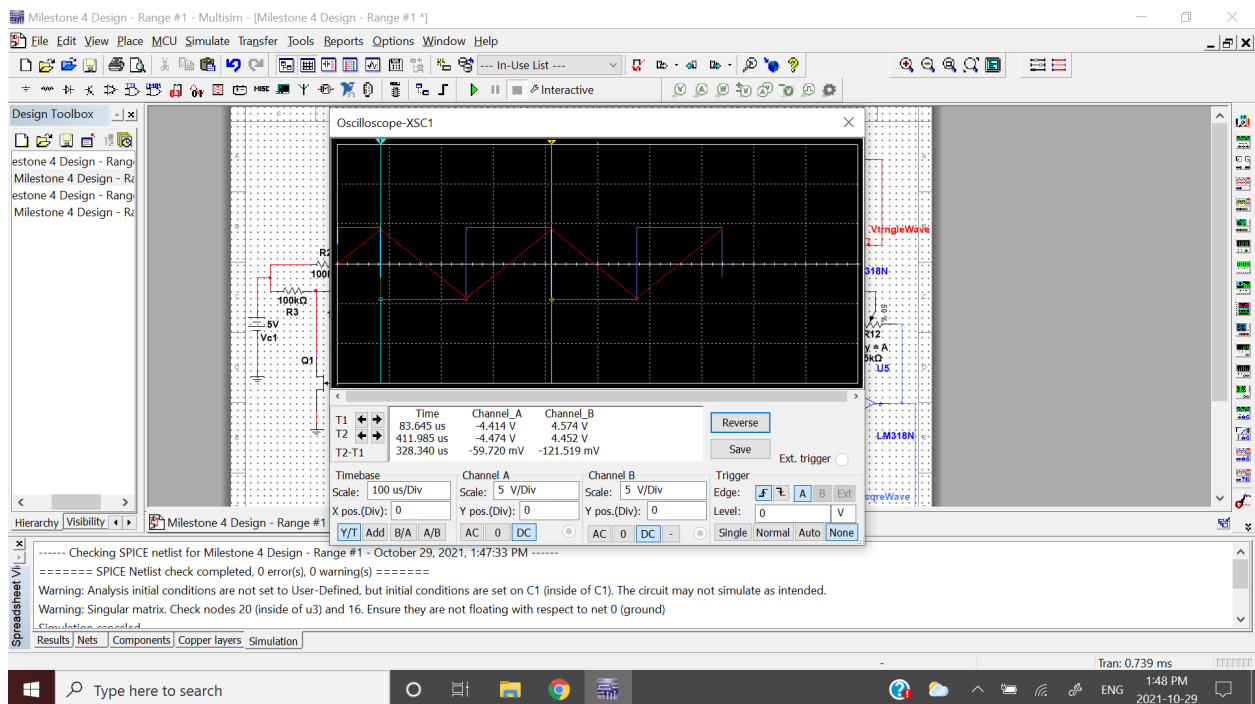 Milestone 4 Design - Range #1 - Multisim - [Milestone 4 Design - Range #1 *]
File Edit View Place MCU Simulate Transfer Tools Reports Options Window Help
--- In-Use List ---
Interactive
Design Toolbox
estone 4 Design - Rang
Milestone 4 Design - Ra
estone 4 Design - Rang
Milestone 4 Design - Ra
Hierarchy Visibility
Oscilloscope-XSC1
100kΩ
R3
5V
Vc1
Q1
VtrngleWave
318N
50 %
R12
U5
LM318N
sqreWave
T1
T2
T2-T1
Time Channel_A Channel_B
83.645 us -4.414 V 4.574 V
411.985 us -4.474 V 4.452 V
328.340 us -59.720 mV -121.519 mV
Reverse
Save
Ext. trigger
Timebase Channel A Channel B Trigger
Scale: 100 us/Div Scale: 5 V/Div Scale: 5 V/Div Edge: A B Ext
X pos.(Div): 0 Y pos.(Div): 0 Y pos.(Div): 0 Level: 0 V
Y/T Add B/A A/B AC 0 DC AC 0 DC - Single Normal Auto None
Milestone 4 Design - Range #1
Spreadsheet Vi
------ Checking SPICE netlist for Milestone 4 Design - Range #1 - October 29, 2021, 1:47:33 PM ------
======= SPICE Netlist check completed, 0 error(s), 0 warning(s) =======
Warning: Analysis initial conditions are not set to User-Defined, but initial conditions are set on C1 (inside of C1). The circuit may not simulate as intended.
Warning: Singular matrix. Check nodes 20 (inside of u3) and 16. Ensure they are not floating with respect to net 0 (ground)
Simulation canceled
Results Nets Components Copper layers Simulation
- Tran: 0.739 ms
Type here to search
ENG
1:48 PM
2021-10-29